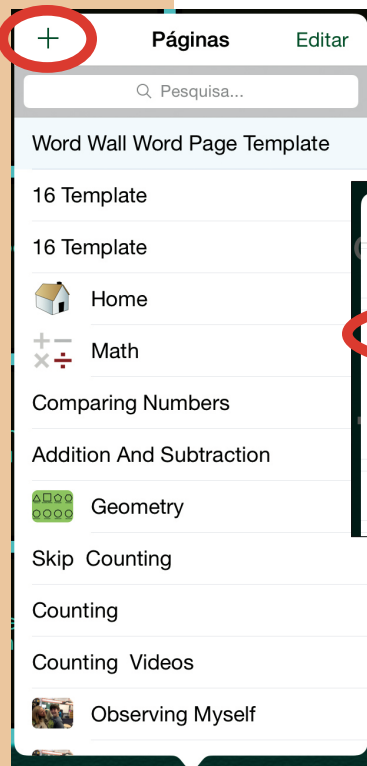 + Páginas Editar
Pesquisa...
Word Wall Word Page Template
16 Template
16 Template
Home
Math
Comparing Numbers
Addition And Subtraction
Geometry
Skip Counting
Counting
Counting Videos
Observing Myself